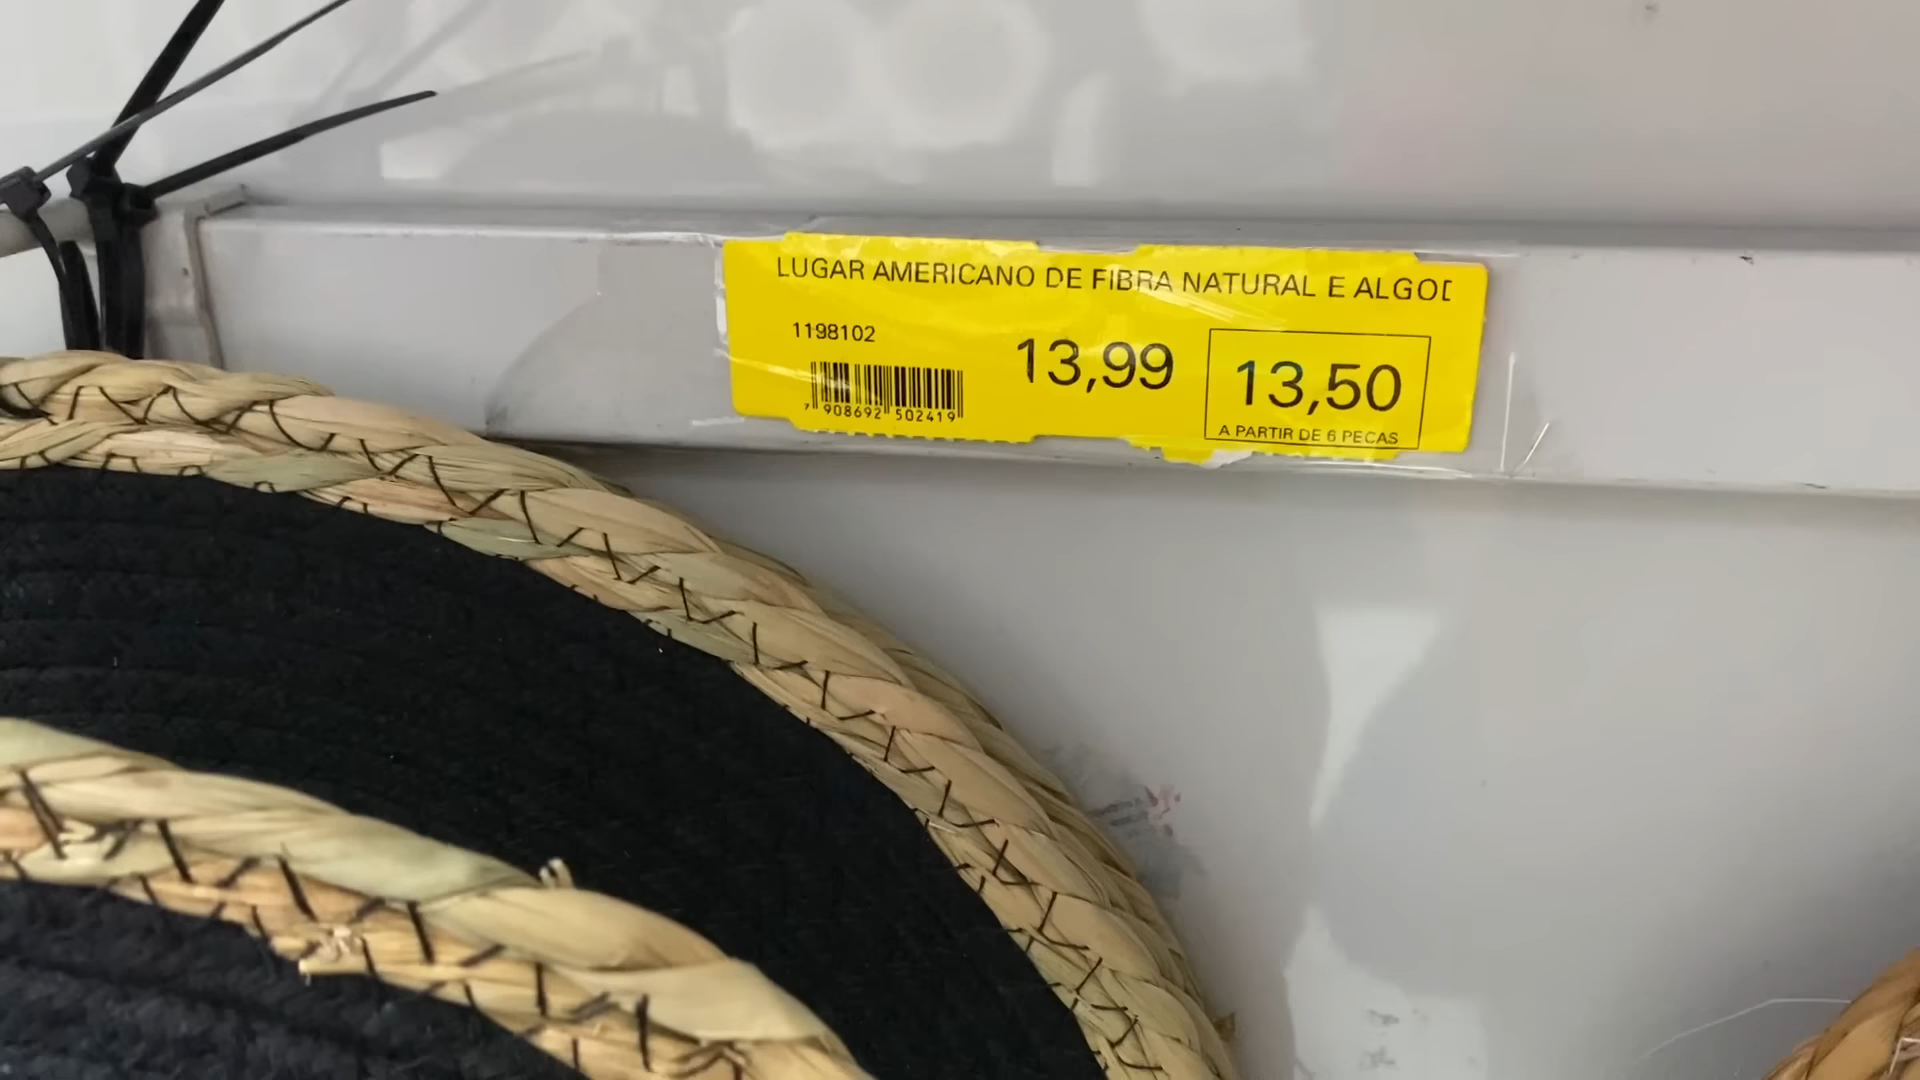 LUGAR AMERICANO DE FIBRA NATURAL E ALGOD
1198102
13,99
13,50
7 908692 502419
A PARTIR DE 6 PECAS